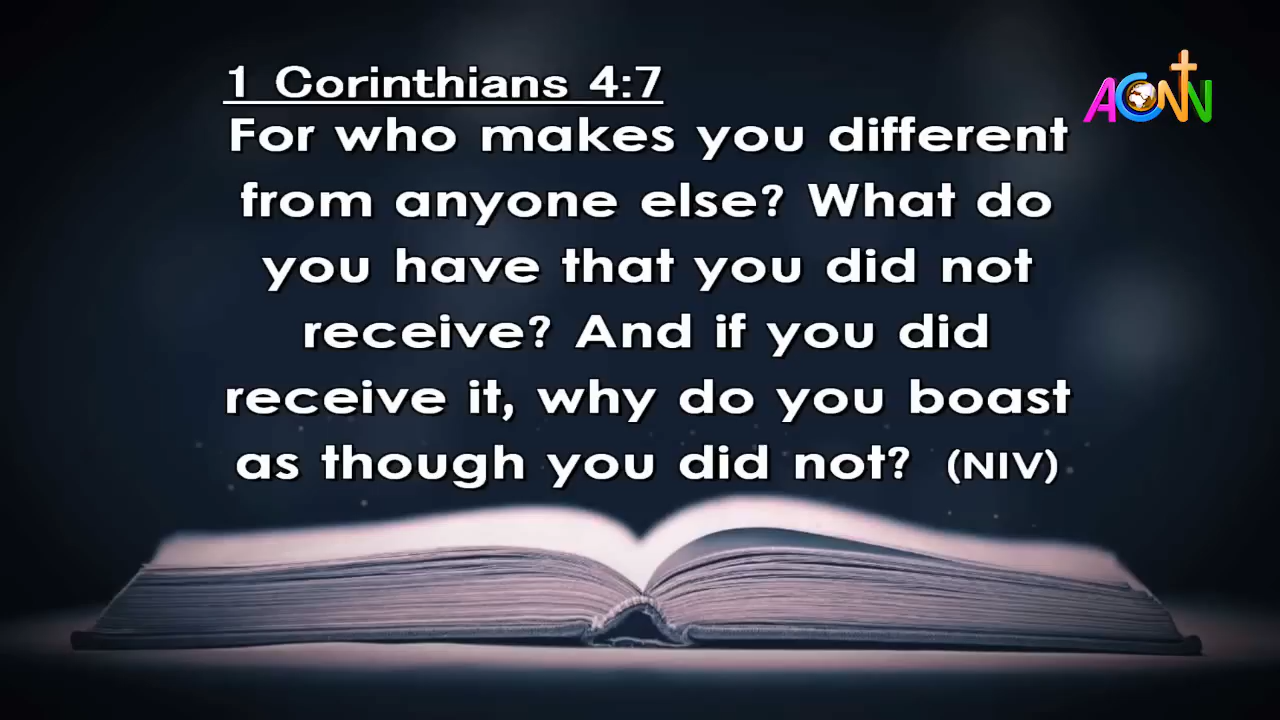 1 Corinthians 4:7
ACNN
For who makes you different
from anyone else? What do
you have that you did not
receive? And if you did
receive it, why do you boast
as though you did not? (NIV)